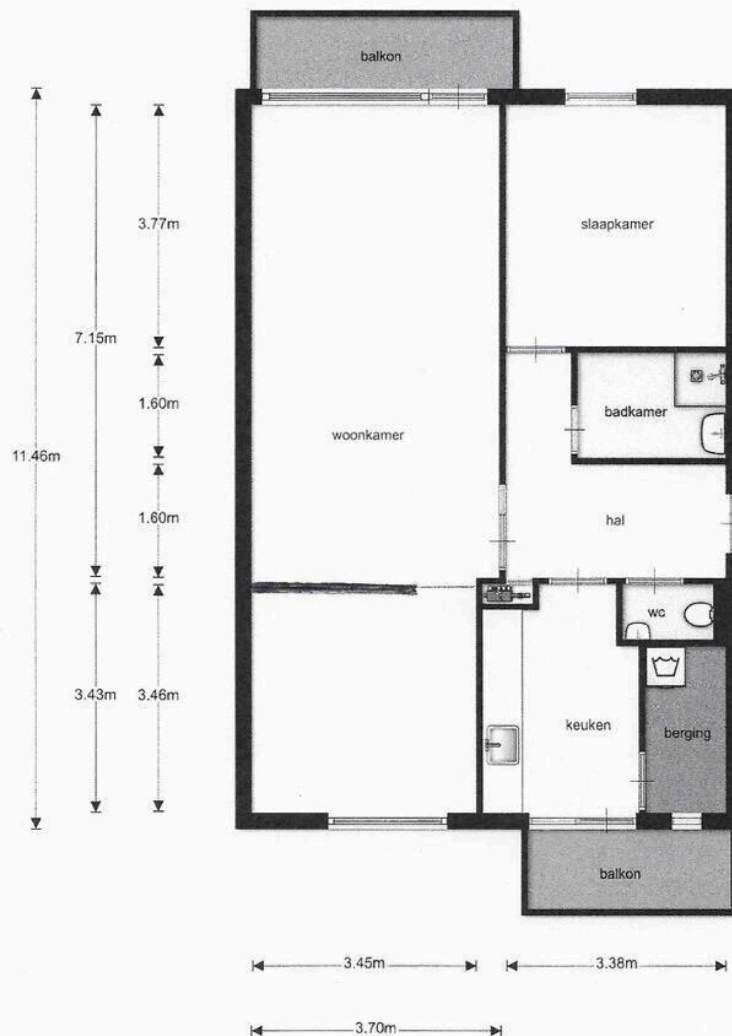 balkon
3.77m
slaapkamer
7.15m
1.60m
badkamer
woonkamer
11.46m
1.60m
hal
wc
3.43m
3.46m
keuken
berging
balkon
3.45m
3.38m
3.70m